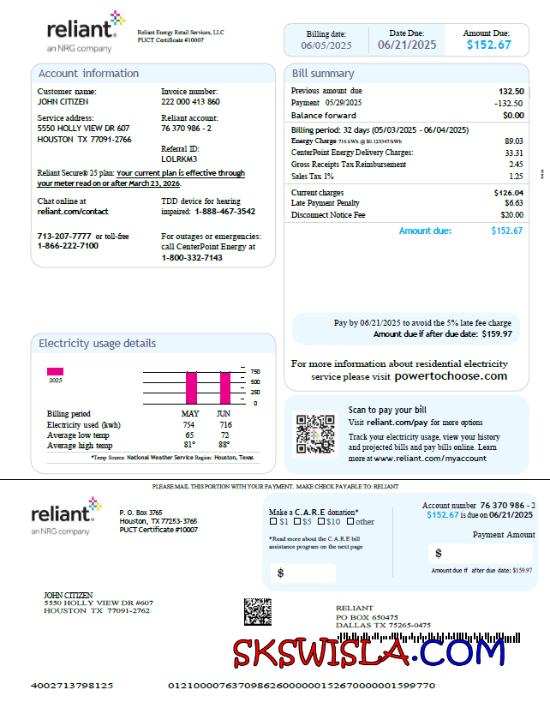 reliant
an NRG company
Reliant Energy Retail Services, LLC
PUCT Certificate #10007
Billing date:
06/05/2025
Date Due:
06/21/2025
Amount Due:
$152.67
Account information
Customer name:
JOHN CITIZEN
Invoice number:
222 000 413 860
Service address:
5550 HOLLY VIEW DR 607
HOUSTON TX 77091-2766
Reliant account:
76 370 986 - 2
Referral ID:
LOLRKM3
Reliant Secure® 25 plan: Your current plan is effective through
your meter read on or after March 23, 2026.
Chat online at
reliant.com/contact
TDD device for hearing
impaired: 1-888-467-3542
713-207-7777 or toll-free
1-866-222-7100
For outages or emergencies:
call CenterPoint Energy at
1-800-332-7143
Bill summary
Previous amount due 132.50
Payment 05/29/2025 -132.50
Balance forward $0.00
Billing period: 32 days (05/03/2025 - 06/04/2025)
Energy Charge 89.03
CenterPoint Energy Delivery Charges: 33.31
Gross Receipts Tax Reimbursement 2.45
Sales Tax 1% 1.25
Current charges $126.04
Late Payment Penalty $6.63
Disconnect Notice Fee $20.00
Amount due: $152.67
Pay by 06/21/2025 to avoid the 5% late fee charge
Amount due if after due date: $159.97
For more information about residential electricity
service please visit powertochoose.com
Electricity usage details
2025
750
500
250
0
Billing period MAY JUN
Electricity used (kwh) 754 716
Average low temp 65 72
Average high temp 81° 88°
*Temp Source National Weather Service Region: Houston, Texas
Scan to pay your bill
Visit reliant.com/pay for more options
Track your electricity usage, view your history
and projected bills and pay bills online. Learn
more at www.reliant.com/myaccount
PLEASE MAIL THIS PORTION WITH YOUR PAYMENT. MAKE CHECK PAYABLE TO: RELIANT
reliant
an NRG company
P. O. Box 3765
Houston, TX 77253-3765
PUCT Certificate #10007
Make a C.A.R.E donation*
$1 $5 $10 other
*Read more about the C.A.R.E bill
assistance program on the next page
$
Account number 76 370 986 - 2
$152.67 is due on 06/21/2025
Payment Amount
$
Amount due if after due date: $159.97
JOHN CITIZEN
5550 HOLLY VIEW DR #607
HOUSTON TX 77091-2762
RELIANT
PO BOX 650475
DALLAS TX 75265-0475
SKSWISLA.COM
4002713798125